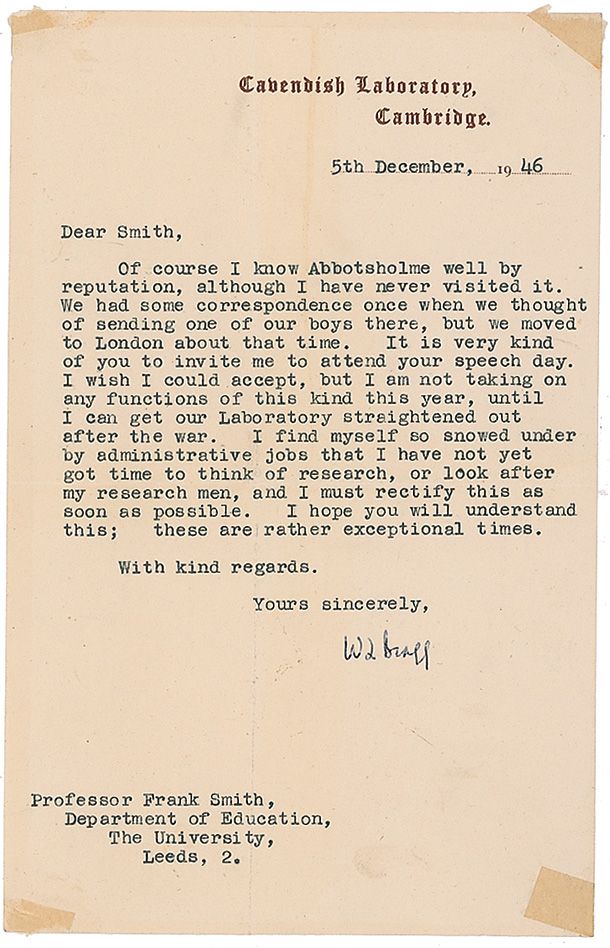 Cavendish Laboratory,
Cambridge.
5th December, 19 46
Dear Smith,
Of course I know Abbotsholme well by
reputation, although I have never visited it.
We had some correspondence once when we thought
of sending one of our boys there, but we moved
to London about that time. It is very kind
of you to invite me to attend your speech day.
I wish I could accept, but I am not taking on
any functions of this kind this year, until
I can get our Laboratory straightened out
after the war. I find myself so snowed under
by administrative jobs that I have not yet
got time to think of research, or look after
my research men, and I must rectify this as
soon as possible. I hope you will understand
this; these are rather exceptional times.
With kind regards.
Yours sincerely,
WL Bragg
Professor Frank Smith,
Department of Education,
The University,
Leeds, 2.